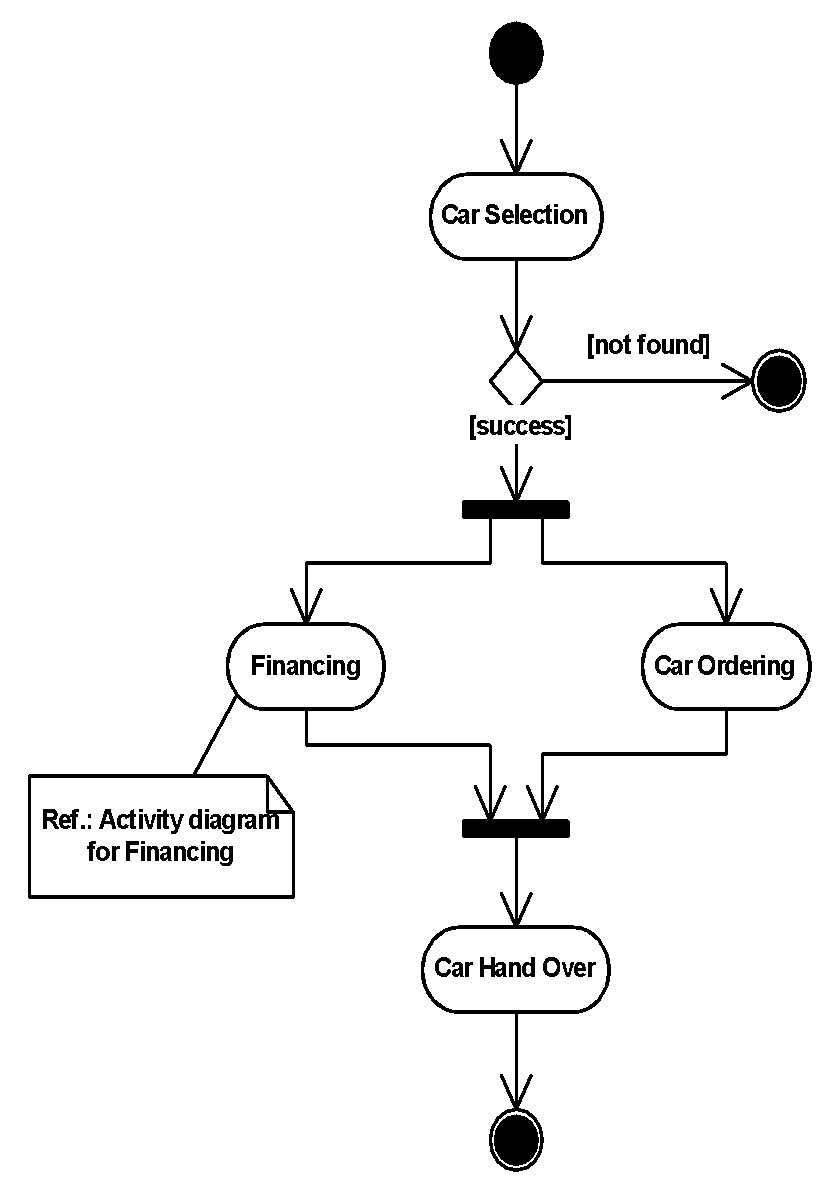 Car Selection
[not found]
[success]
Financing
Car Ordering
Ref.: Activity diagram
for Financing
Car Hand Over